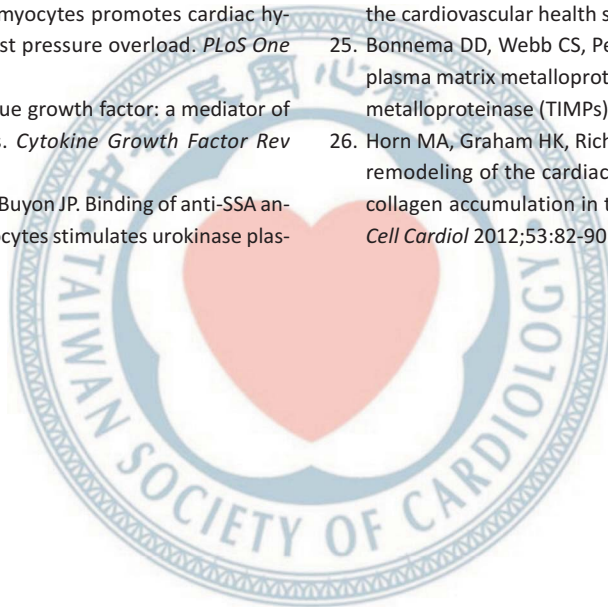 myocytes promotes cardiac hy-
st pressure overload. PLoS One
ue growth factor: a mediator of
s. Cytokine Growth Factor Rev
Buyon JP. Binding of anti-SSA an-
ocytes stimulates urokinase plas-
the cardiovascular health s
25. Bonnema DD, Webb CS, Pe
plasma matrix metalloprot
metalloproteinase (TIMPs)
26. Horn MA, Graham HK, Rich
remodeling of the cardiac
collagen accumulation in t
Cell Cardiol 2012;53:82-90
中華民國心臟學會
TAIWAN SOCIETY OF CARDIOLOGY